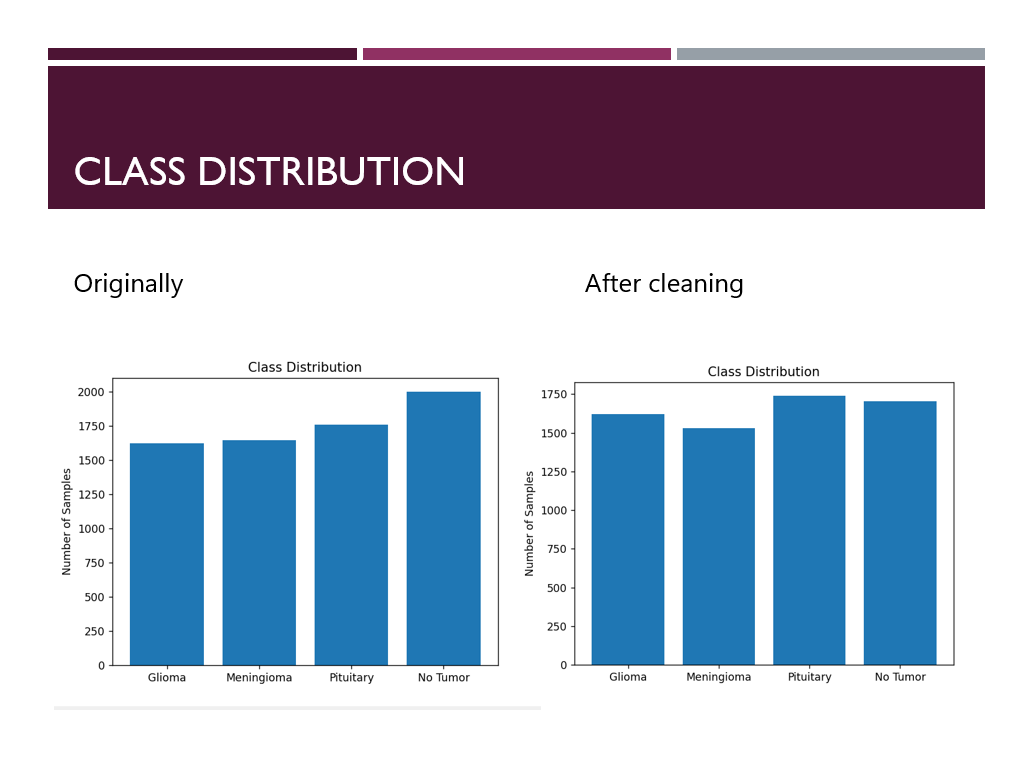 CLASS DISTRIBUTION
Originally
After cleaning
Class Distribution
Number of Samples
2000
1750
1500
1250
1000
750
500
250
0
Glioma Meningioma Pituitary No Tumor
Class Distribution
Number of Samples
1750
1500
1250
1000
750
500
250
0
Glioma Meningioma Pituitary No Tumor